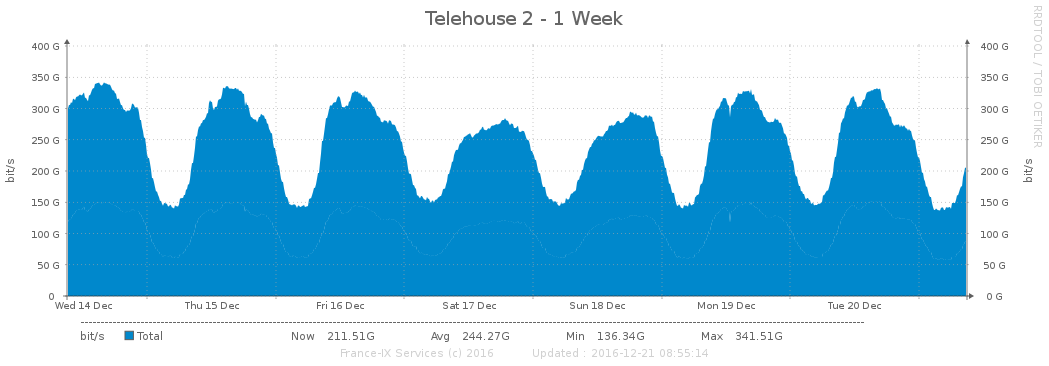 Telehouse 2 - 1 Week
RRDTOOL / TOBI OETIKER
400 G 400 G
350 G 350 G
300 G 300 G
250 G 250 G
200 G 200 G
150 G 150 G
100 G 100 G
50 G 50 G
0 0 G
bit/s bit/s
Wed 14 Dec Thu 15 Dec Fri 16 Dec Sat 17 Dec Sun 18 Dec Mon 19 Dec Tue 20 Dec
bit/s Total Now 211.51G Avg 244.27G Min 136.34G Max 341.51G
France-IX Services (c) 2016 Updated : 2016-12-21 08:55:14